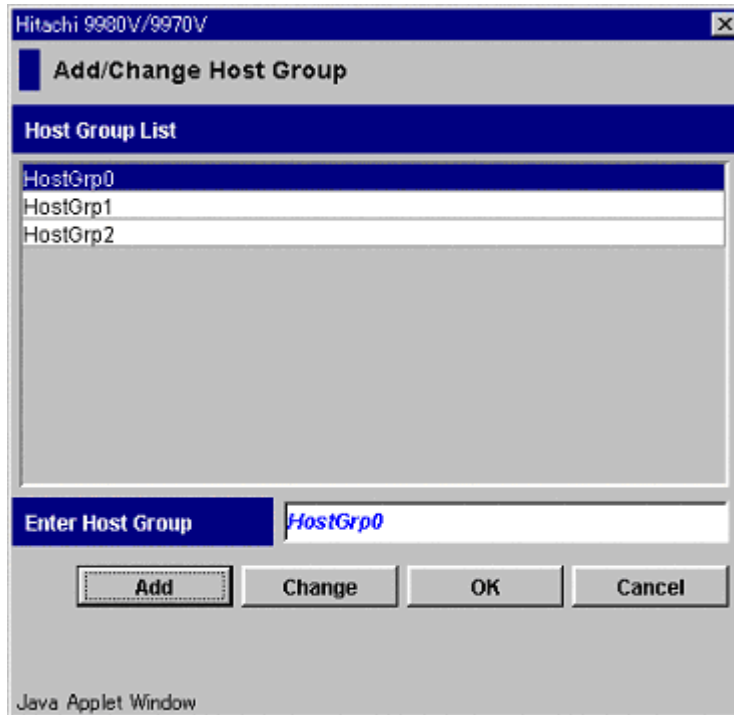 Hitachi 9980V/9970V
Add/Change Host Group
Host Group List
HostGrp0
HostGrp1
HostGrp2
Enter Host Group HostGrp0
Add Change OK Cancel
Java Applet Window